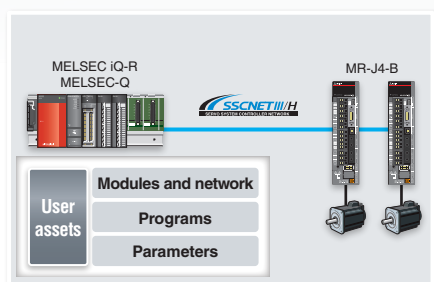 MELSEC iQ-R
MELSEC-Q
MR-J4-B
SSCNETIII/H
SERVO SYSTEM CONTROLLER NETWORK
User
assets
Modules and network
Programs
Parameters